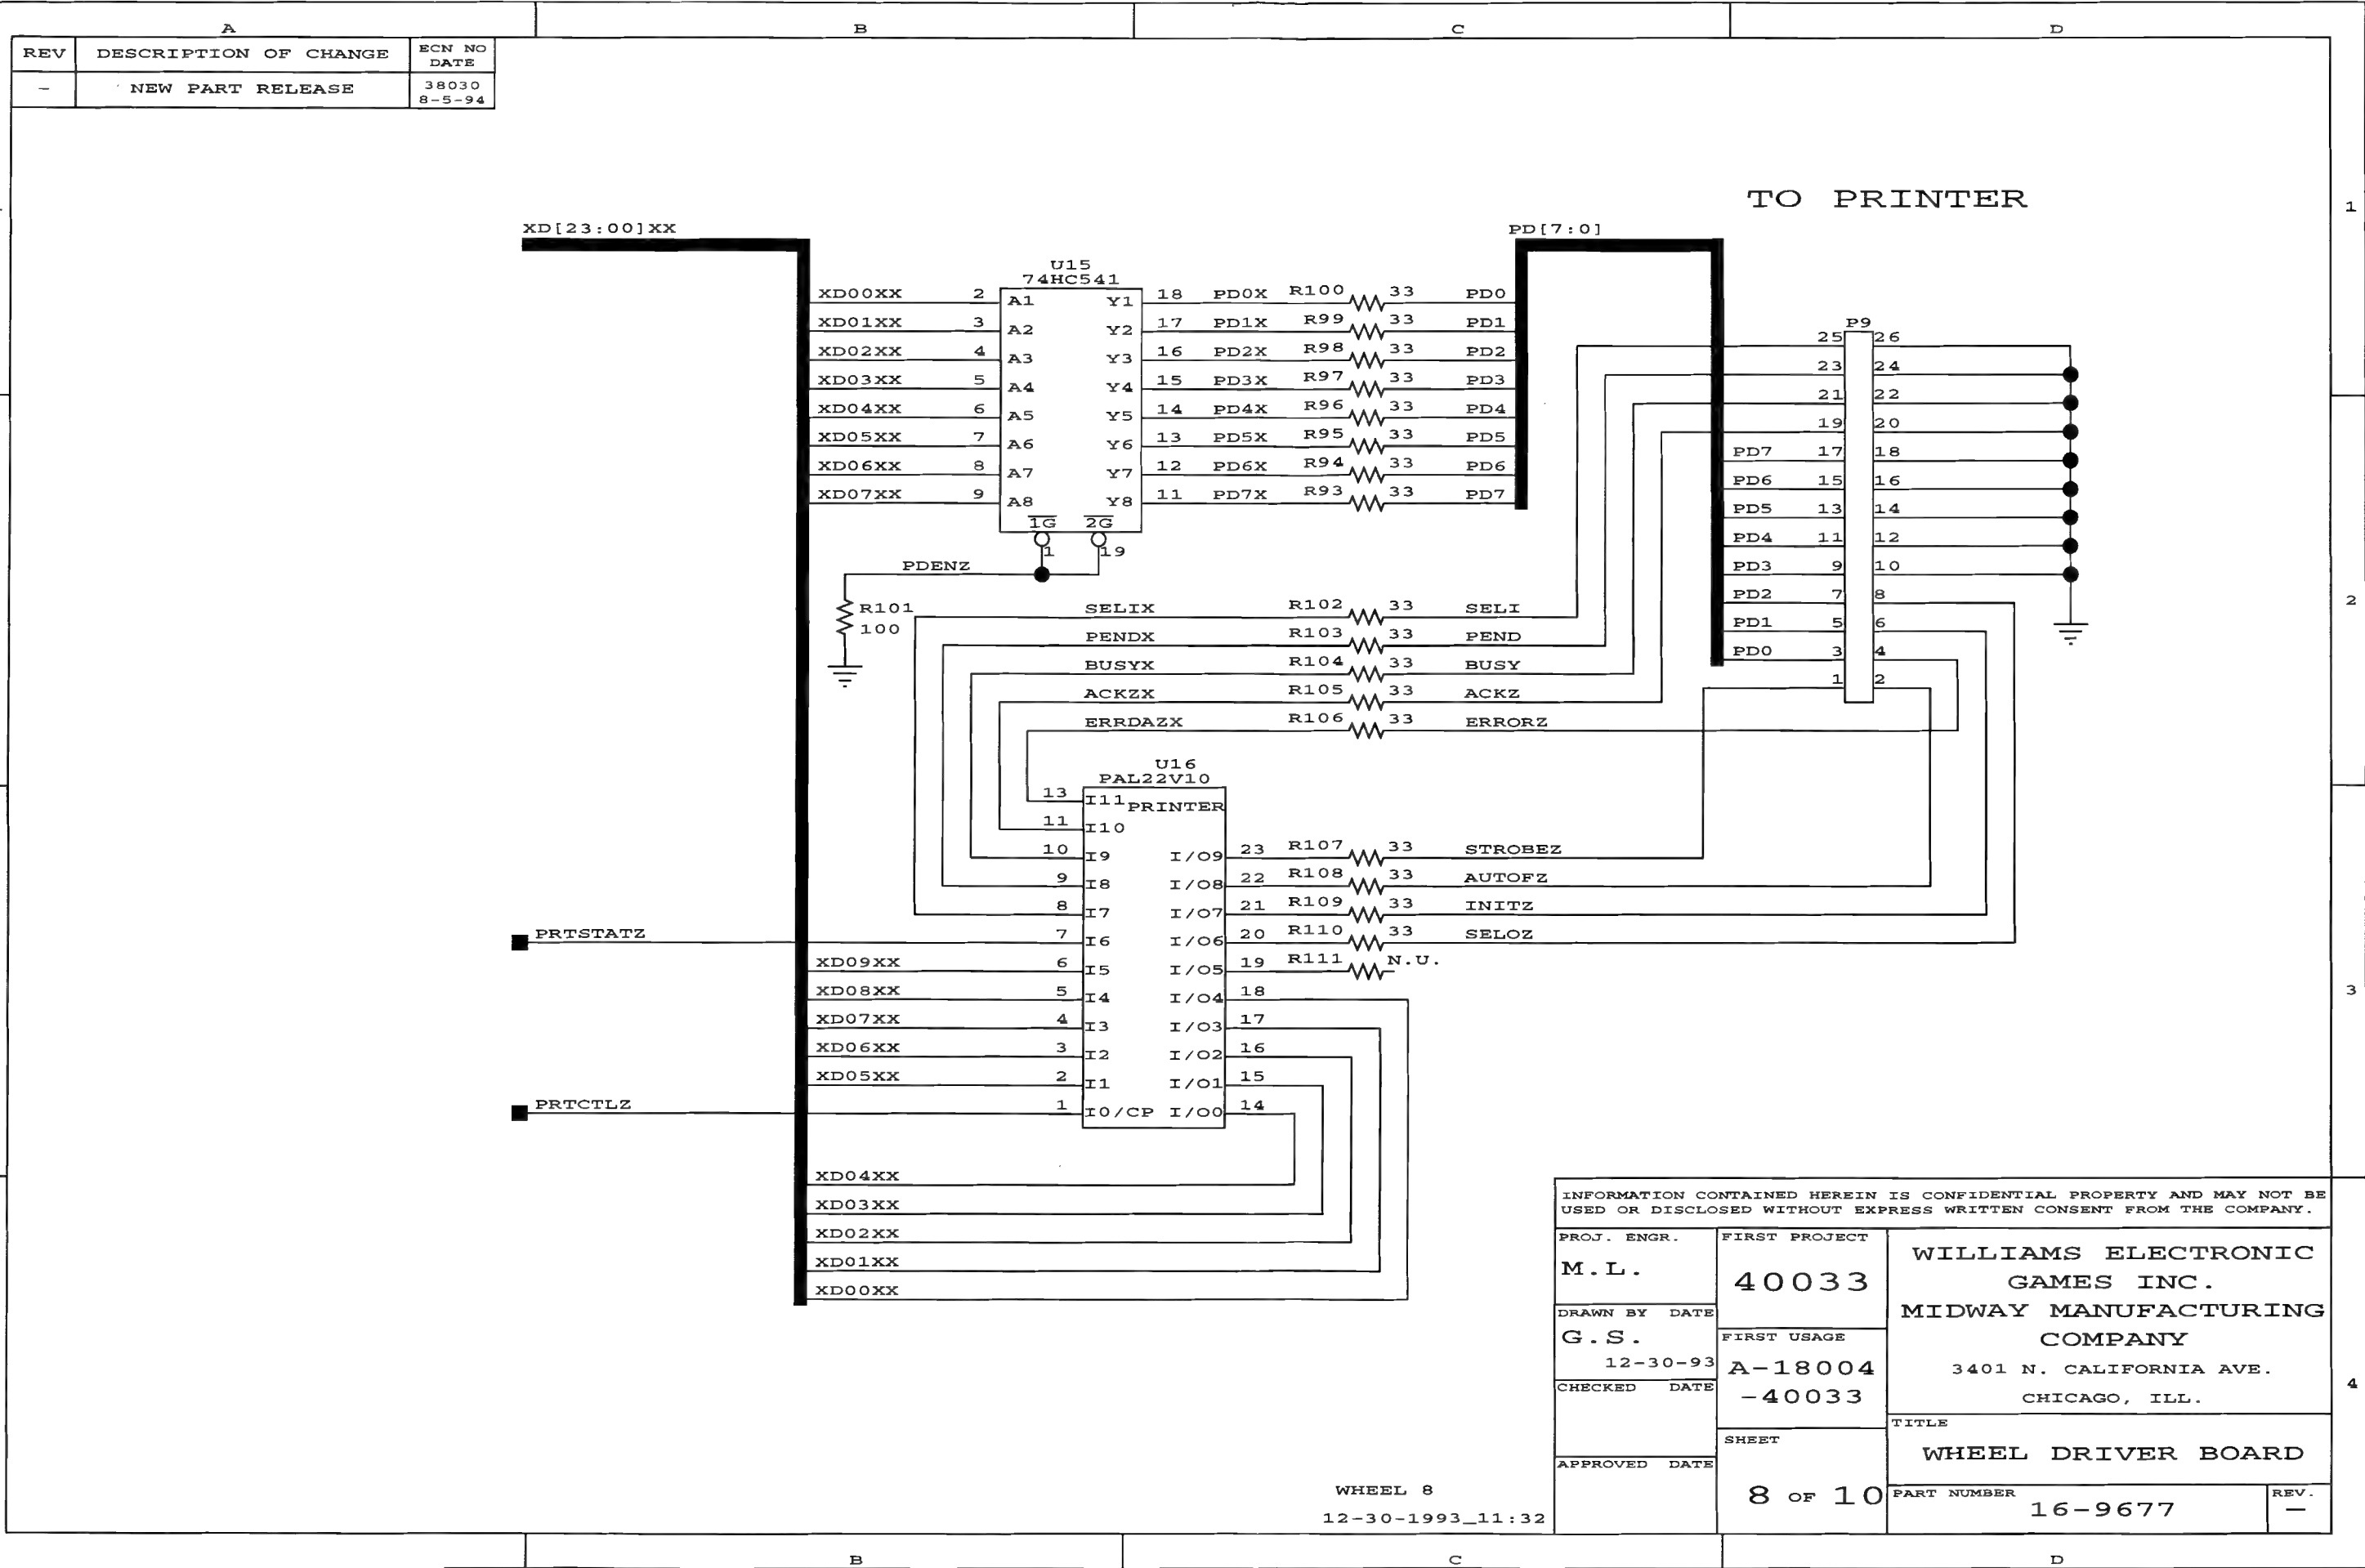 A B C D
REV DESCRIPTION OF CHANGE ECN NO DATE
- NEW PART RELEASE 38030 8-5-94
TO PRINTER
1
XD[23:00]XX
PD[7:0]
U15
74HC541
XD00XX 2 A1 Y1 18 PD0X R100 33 PD0
XD01XX 3 A2 Y2 17 PD1X R99 33 PD1
XD02XX 4 A3 Y3 16 PD2X R98 33 PD2
XD03XX 5 A4 Y4 15 PD3X R97 33 PD3
XD04XX 6 A5 Y5 14 PD4X R96 33 PD4
XD05XX 7 A6 Y6 13 PD5X R95 33 PD5
XD06XX 8 A7 Y7 12 PD6X R94 33 PD6
XD07XX 9 A8 Y8 11 PD7X R93 33 PD7
1G 2G
1 19
PDENZ
R101
100
P9
25 26
23 24
21 22
19 20
PD7 17 18
PD6 15 16
PD5 13 14
PD4 11 12
PD3 9 10
PD2 7 8
PD1 5 6
PD0 3 4
1 2
2
SELIX R102 33 SELI
PENDX R103 33 PEND
BUSYX R104 33 BUSY
ACKZX R105 33 ACKZ
ERRDAZX R106 33 ERRORZ
U16
PAL22V10
13 I11 PRINTER
11 I10
10 I9 I/O9 23 R107 33 STROBEZ
9 I8 I/O8 22 R108 33 AUTOFZ
8 I7 I/O7 21 R109 33 INITZ
PRTSTATZ 7 I6 I/O6 20 R110 33 SELOZ
XD09XX 6 I5 I/O5 19 R111 N.U.
XD08XX 5 I4 I/O4 18
XD07XX 4 I3 I/O3 17
XD06XX 3 I2 I/O2 16
XD05XX 2 I1 I/O1 15
PRTCTLZ 1 I0/CP I/O0 14
3
XD04XX
XD03XX
XD02XX
XD01XX
XD00XX
INFORMATION CONTAINED HEREIN IS CONFIDENTIAL PROPERTY AND MAY NOT BE
USED OR DISCLOSED WITHOUT EXPRESS WRITTEN CONSENT FROM THE COMPANY.
PROJ. ENGR.
M.L.
FIRST PROJECT
40033
WILLIAMS ELECTRONIC
GAMES INC.
MIDWAY MANUFACTURING
COMPANY
3401 N. CALIFORNIA AVE.
CHICAGO, ILL.
DRAWN BY DATE
G.S.
12-30-93
FIRST USAGE
A-18004
-40033
CHECKED DATE
4
TITLE
WHEEL DRIVER BOARD
SHEET
8 OF 10
APPROVED DATE
PART NUMBER
16-9677
REV.
-
WHEEL 8
12-30-1993_11:32
B C D